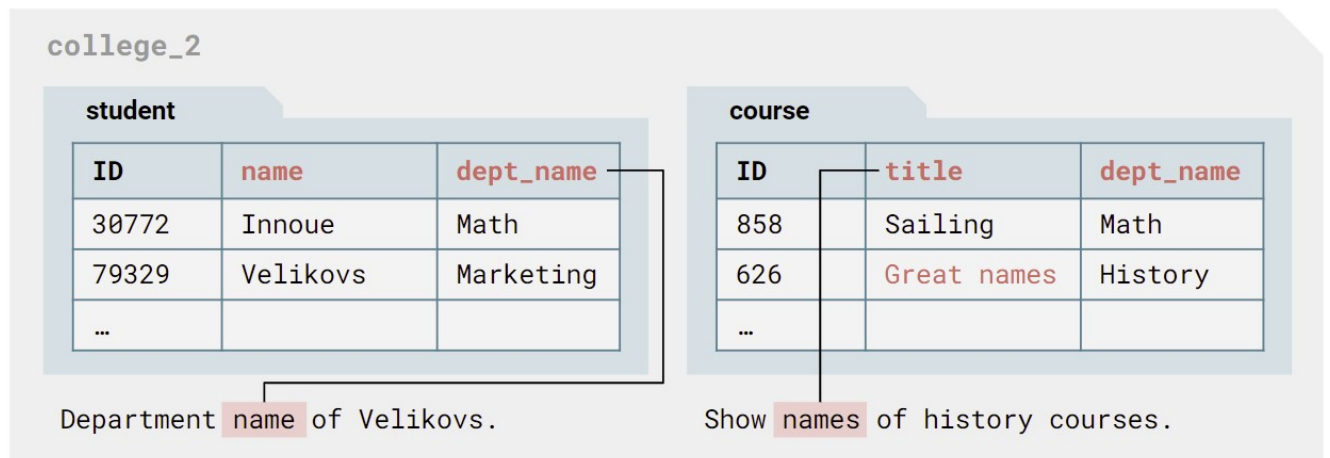 college_2
student
ID name dept_name
30772 Innoue Math
79329 Velikovs Marketing
…
Department name of Velikovs.
course
ID title dept_name
858 Sailing Math
626 Great names History
…
Show names of history courses.